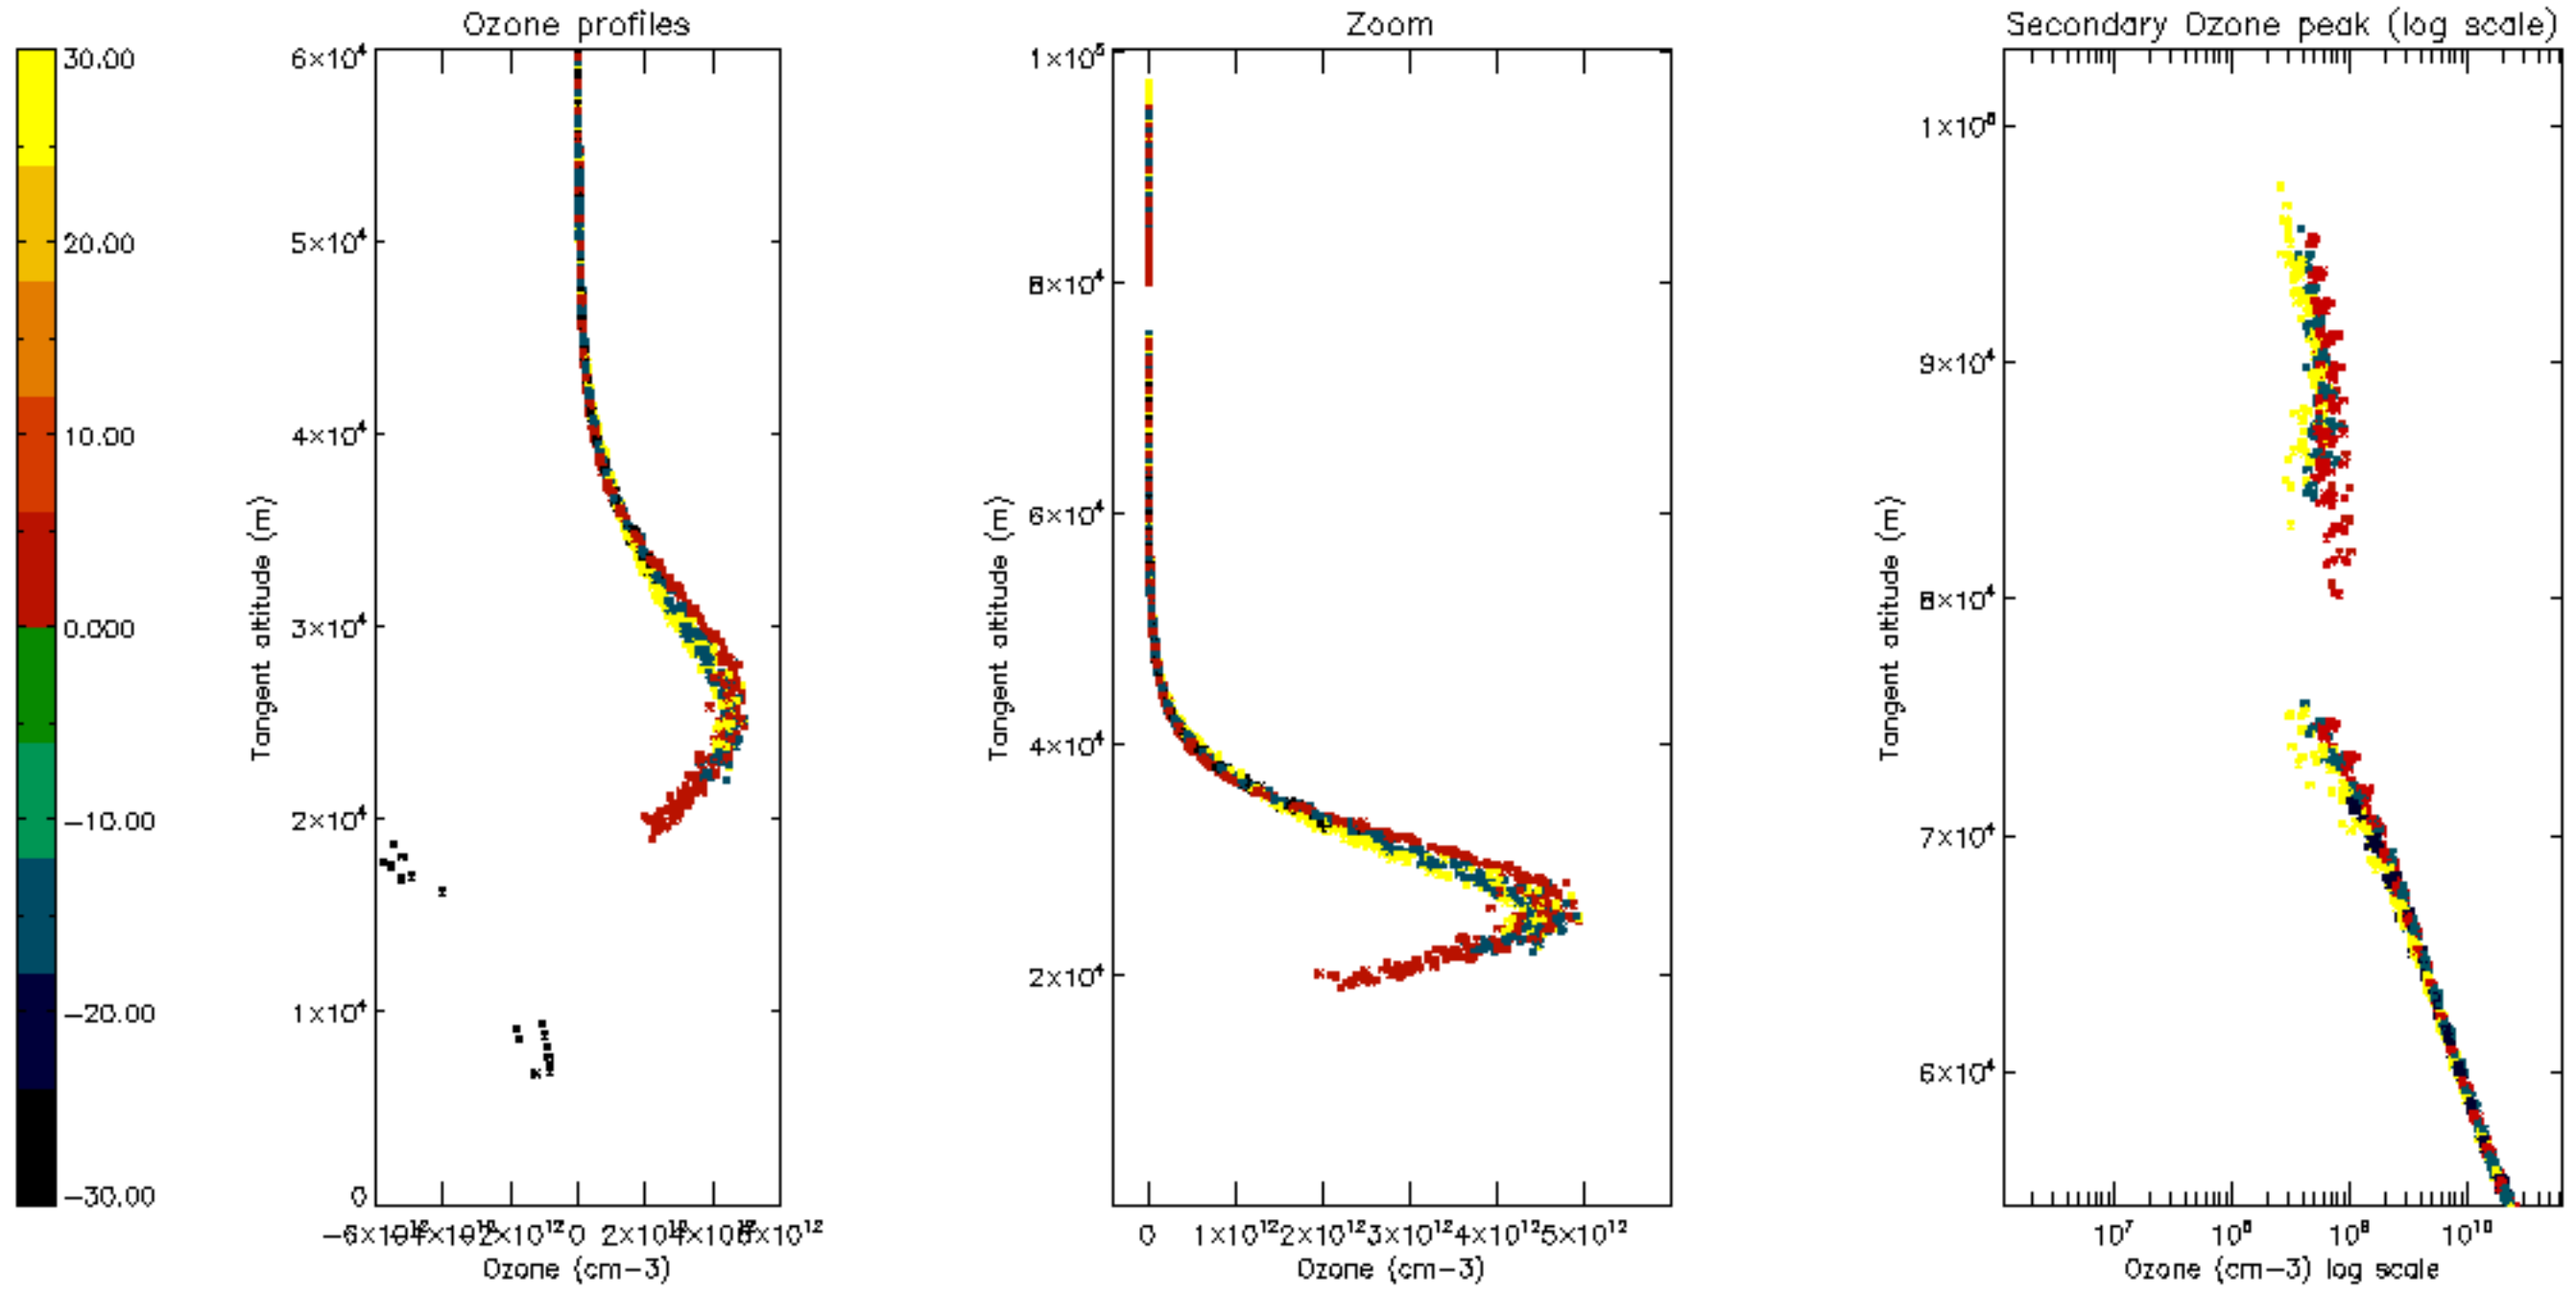 Ozone profiles
Zoom
Secondary Ozone peak (log scale)
30.00
20.00
10.00
0.000
−10.00
−20.00
−30.00
6×10⁴
5×10⁴
4×10⁴
3×10⁴
2×10⁴
1×10⁴
0
Tangent altitude (m)
0
2×10¹²
6×10¹²
Ozone (cm−3)
1×10⁵
8×10⁴
6×10⁴
4×10⁴
2×10⁴
Tangent altitude (m)
0 1×10¹² 2×10¹² 3×10¹² 4×10¹² 5×10¹²
Ozone (cm−3)
1×10⁵
9×10⁴
8×10⁴
7×10⁴
6×10⁴
Tangent altitude (m)
10⁷ 10⁸ 10⁹ 10¹⁰
Ozone (cm−3) log scale